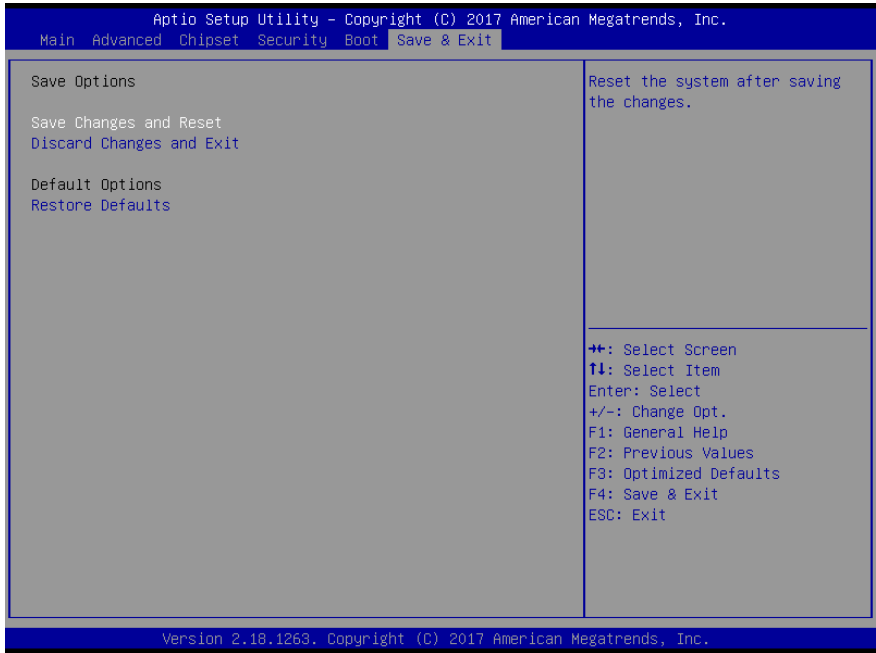 Aptio Setup Utility – Copyright (C) 2017 American Megatrends, Inc.
Main Advanced Chipset Security Boot Save & Exit
Save Options
Save Changes and Reset
Discard Changes and Exit
Default Options
Restore Defaults
Reset the system after saving
the changes.
→←: Select Screen
↑↓: Select Item
Enter: Select
+/-: Change Opt.
F1: General Help
F2: Previous Values
F3: Optimized Defaults
F4: Save & Exit
ESC: Exit
Version 2.18.1263. Copyright (C) 2017 American Megatrends, Inc.